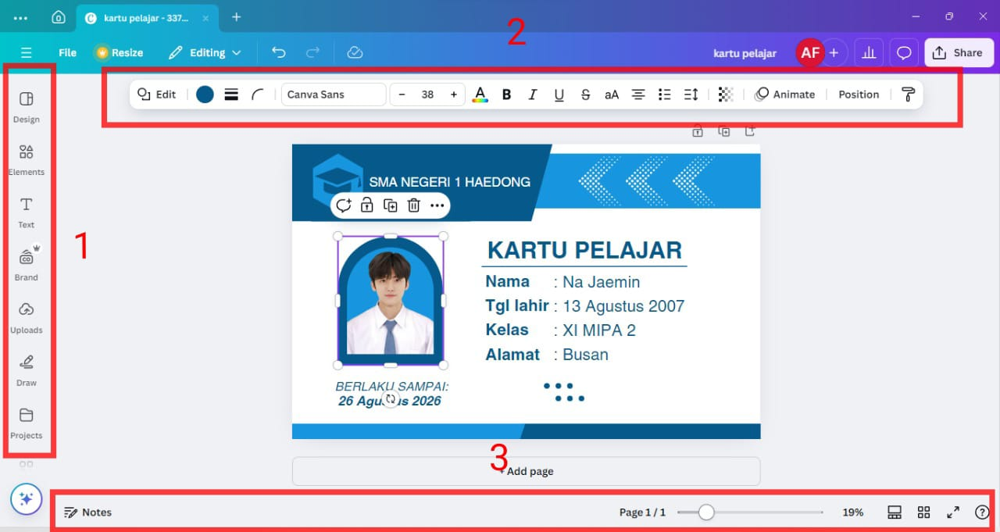 kartu pelajar - 337...
2
File
Resize
Editing
kartu pelajar
AF
Share
Edit
Canva Sans
- 38 +
A
B
I
U
S
aA
Animate
Position
Design
Elements
Text
Brand
CO
Uploads
Draw
Projects
1
SMA NEGERI 1 HAEDONG
KARTU PELAJAR
Nama : Na Jaemin
Tgl lahir : 13 Agustus 2007
Kelas : XI MIPA 2
Alamat : Busan
BERLAKU SAMPAI:
26 Agustus 2026
3
+ Add page
Notes
Page 1 / 1
19%
?